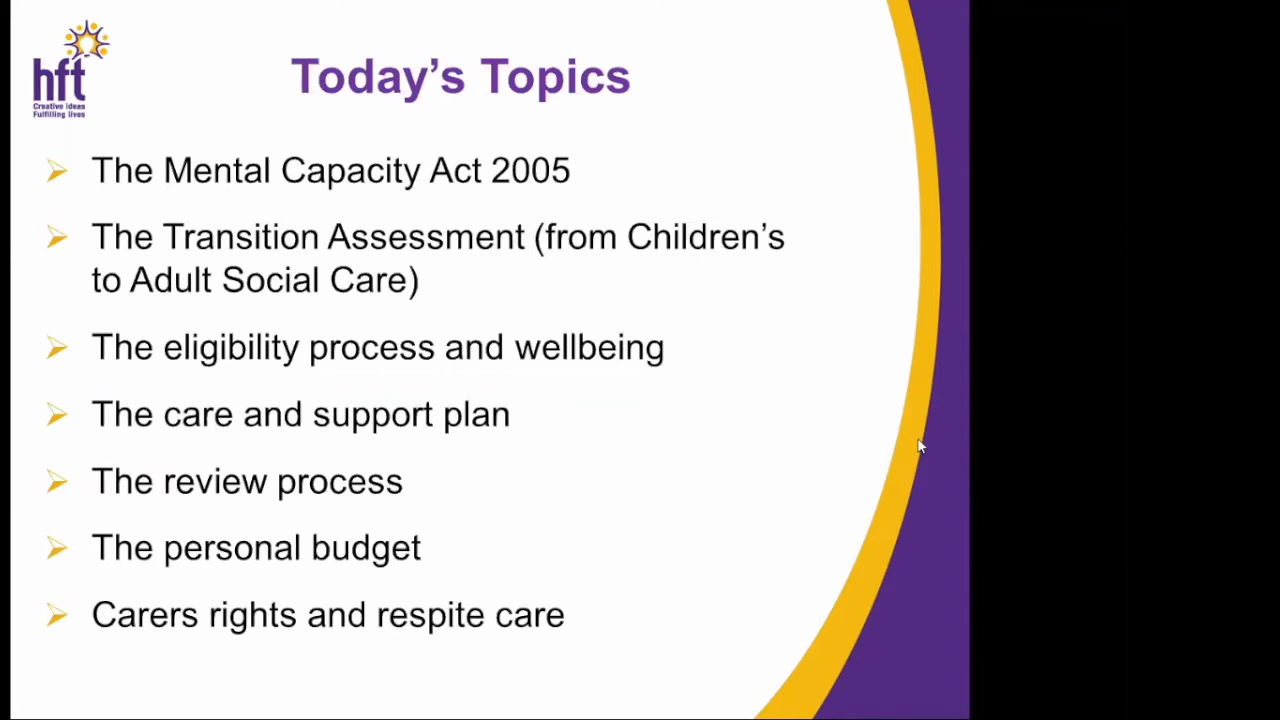 hft
Creative Ideas
Fulfilling lives
Today’s Topics
The Mental Capacity Act 2005
The Transition Assessment (from Children’s
to Adult Social Care)
The eligibility process and wellbeing
The care and support plan
The review process
The personal budget
Carers rights and respite care